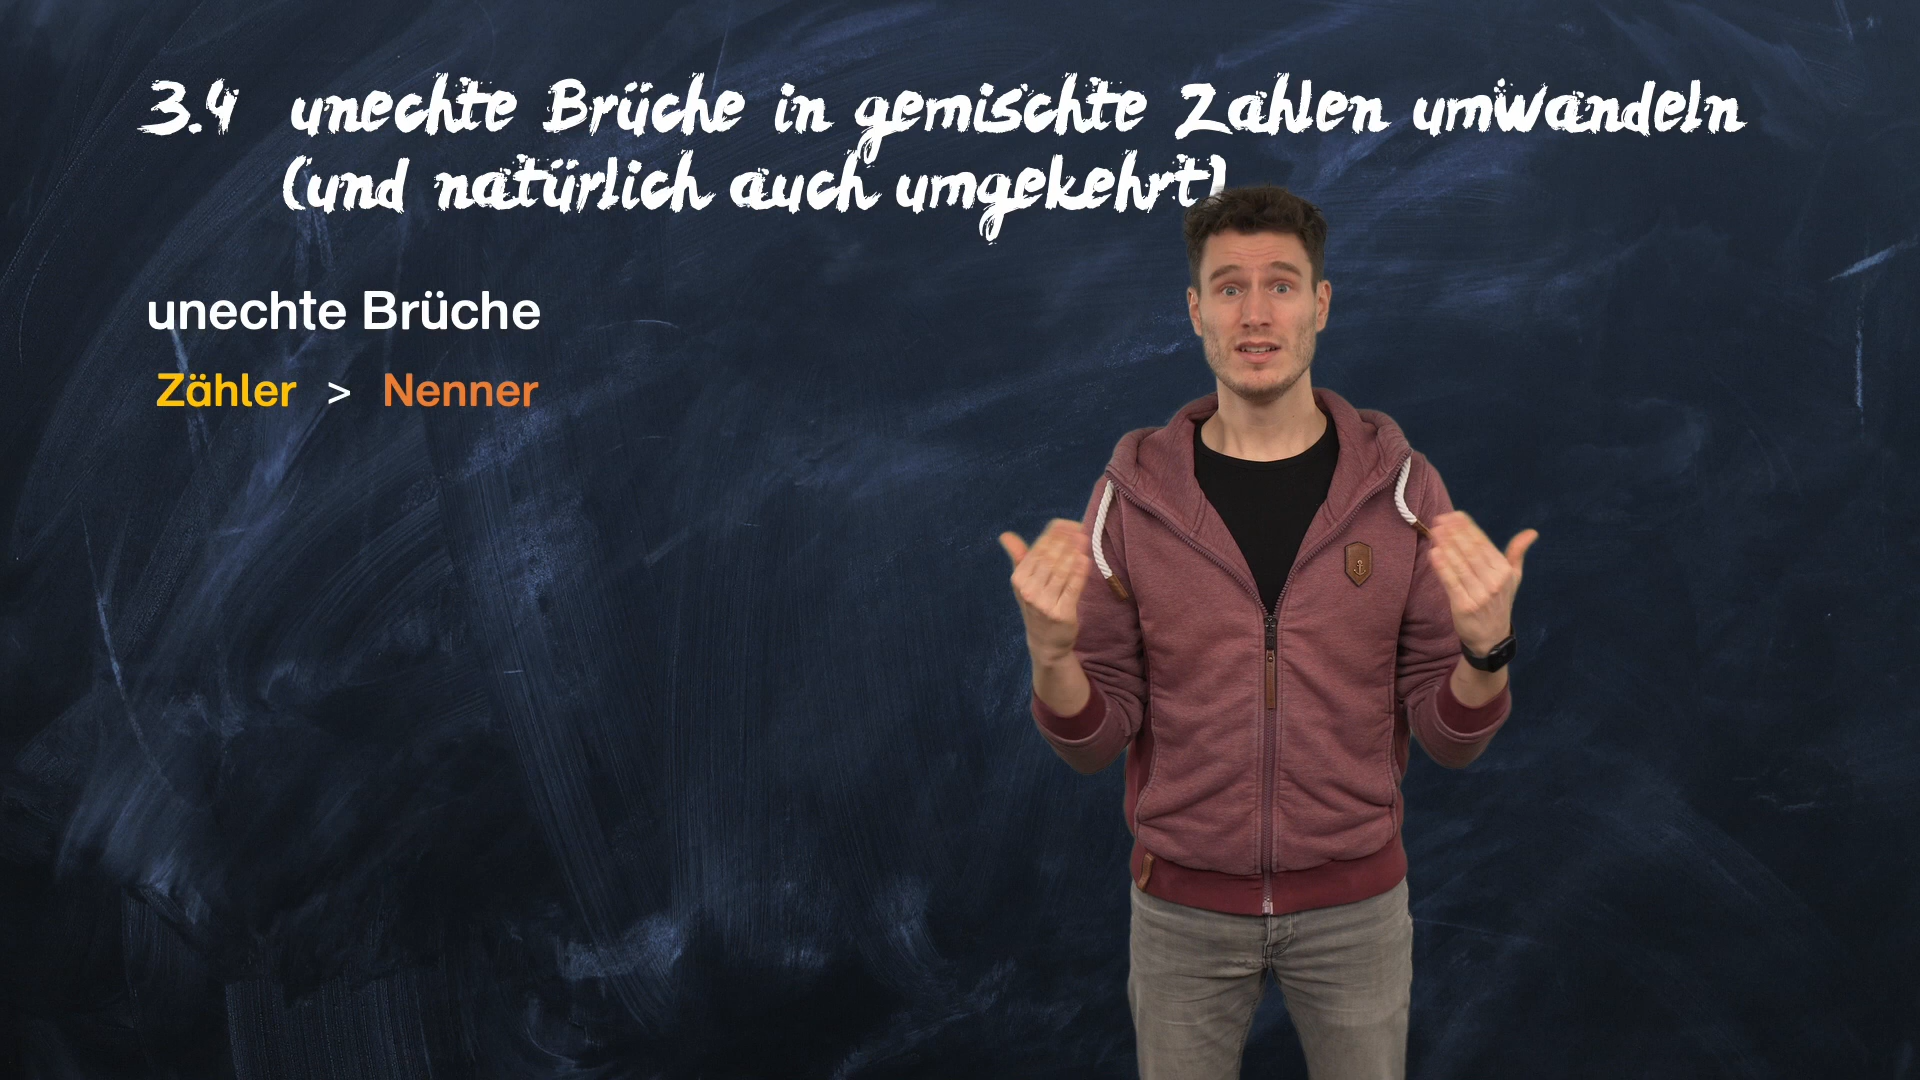 3.4 unechte Brüche in gemischte Zahlen umwandeln
(und natürlich auch umgekehrt)
unechte Brüche
Zähler > Nenner